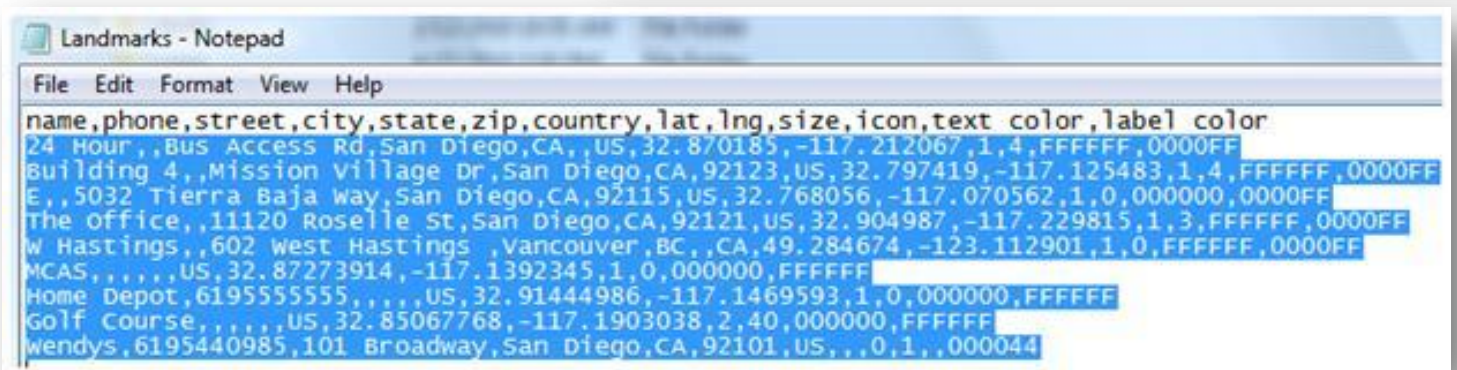 Landmarks - Notepad
File Edit Format View Help
name,phone,street,city,state,zip,country,lat,lng,size,icon,text color,label color
24 Hour,,Bus Access Rd,San Diego,CA,,US,32.870185,-117.212067,1,4,FFFFFF,0000FF
Building 4,,Mission Village Dr,San Diego,CA,92123,US,32.797419,-117.125483,1,4,FFFFFF,0000FF
E,,5032 Tierra Baja Way,San Diego,CA,92115,US,32.768056,-117.070562,1,0,000000,0000FF
The Office,,11120 Roselle St,San Diego,CA,92121,US,32.904987,-117.229815,1,3,FFFFFF,0000FF
W Hastings,,602 West Hastings ,Vancouver,BC,,CA,49.284674,-123.112901,1,0,FFFFFF,0000FF
MCAS,,,,,,US,32.87273914,-117.1392345,1,0,000000,FFFFFF
Home Depot,6195555555,,,,,US,32.91444986,-117.1469593,1,0,000000,FFFFFF
Golf Course,,,,,,US,32.85067768,-117.1903038,2,40,000000,FFFFFF
Wendys,6195440985,101 Broadway,San Diego,CA,92101,US,,,0,1,,000044